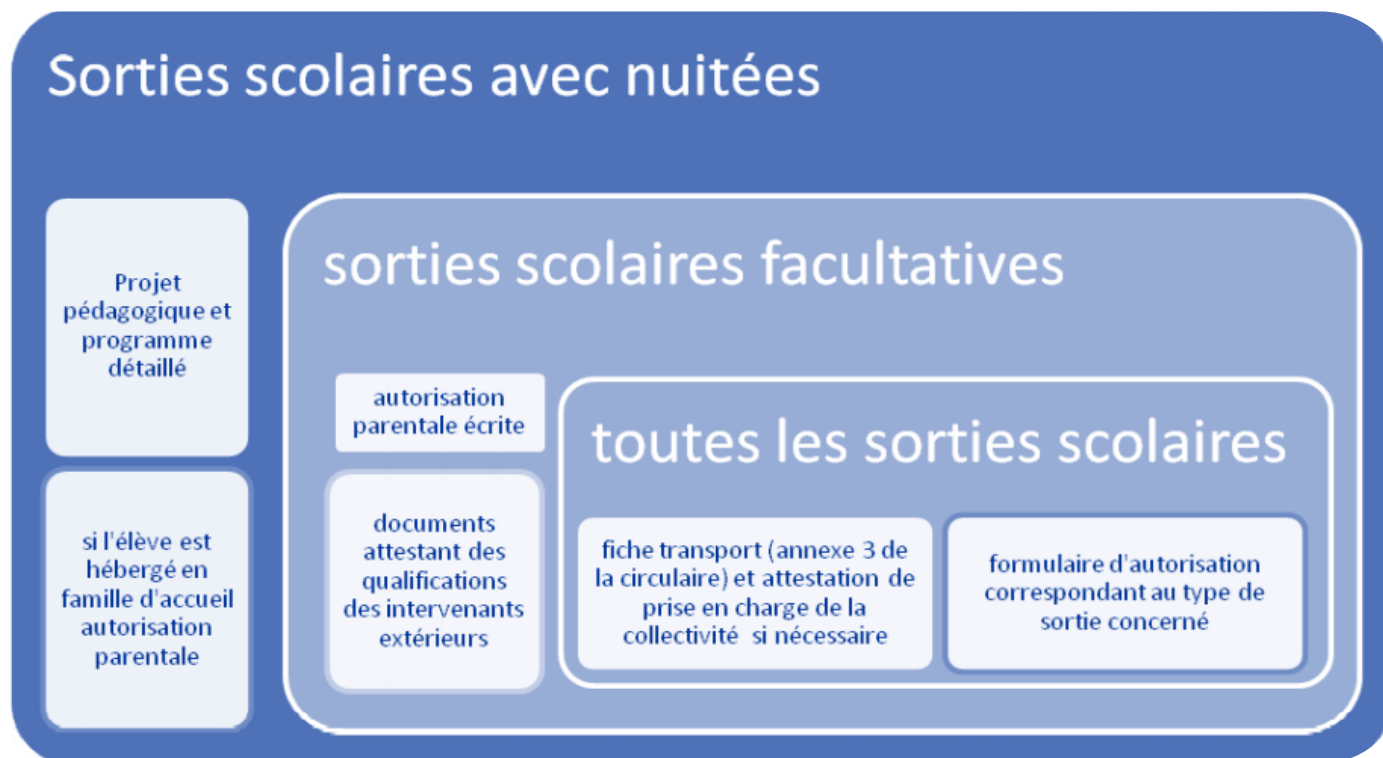 Sorties scolaires avec nuitées
Projet
pédagogique et
programme
détaillé
si l'élève est
hébergé en
famille d'accueil
autorisation
parentale
sorties scolaires facultatives
autorisation
parentale écrite
documents
attestant des
qualifications
des intervenants
extérieurs
toutes les sorties scolaires
fiche transport (annexe 3 de
la circulaire) et attestation de
prise en charge de la
collectivité si nécessaire
formulaire d'autorisation
correspondant au type de
sortie concerné